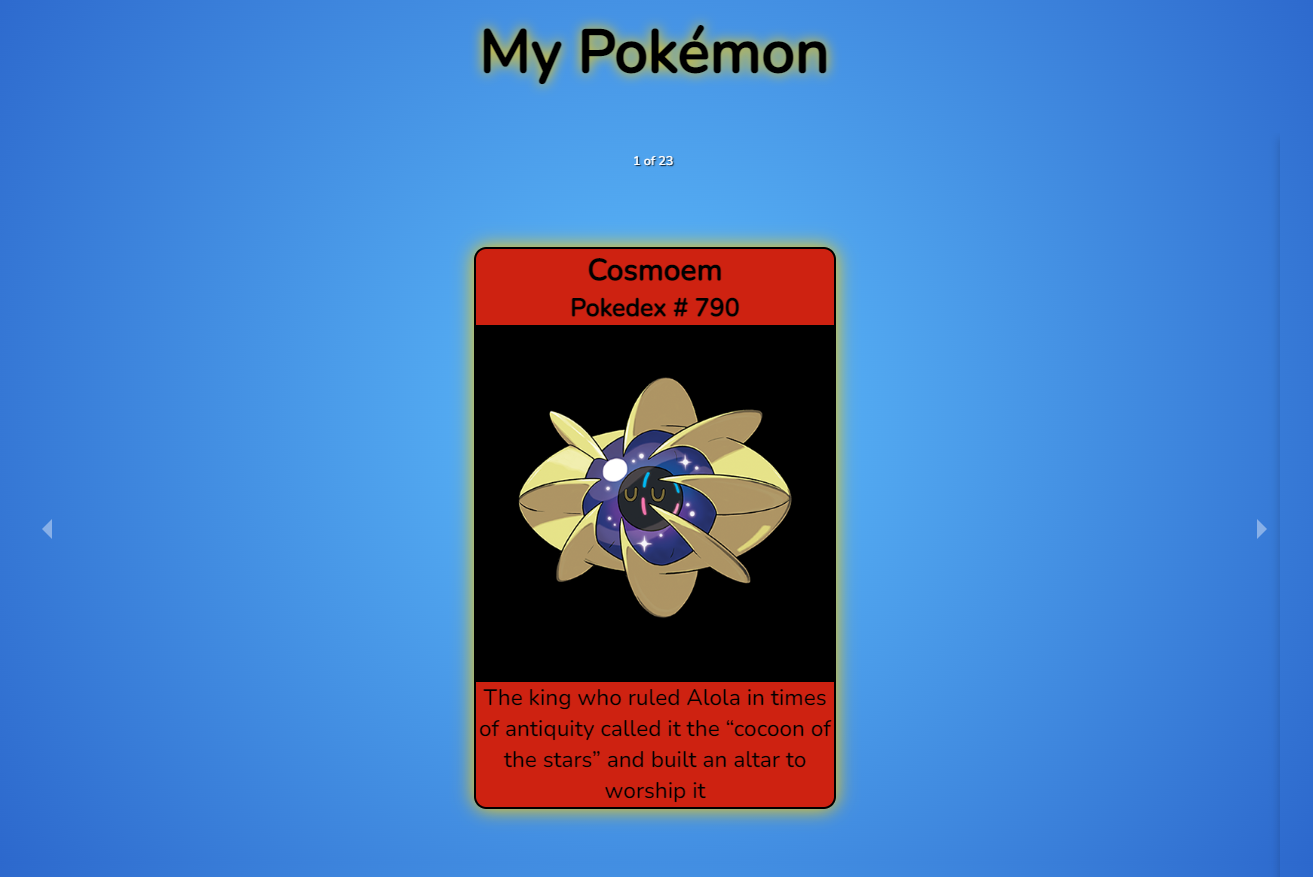 My Pokémon
1 of 23
Cosmoem
Pokedex # 790
The king who ruled Alola in times
of antiquity called it the “cocoon of
the stars” and built an altar to
worship it